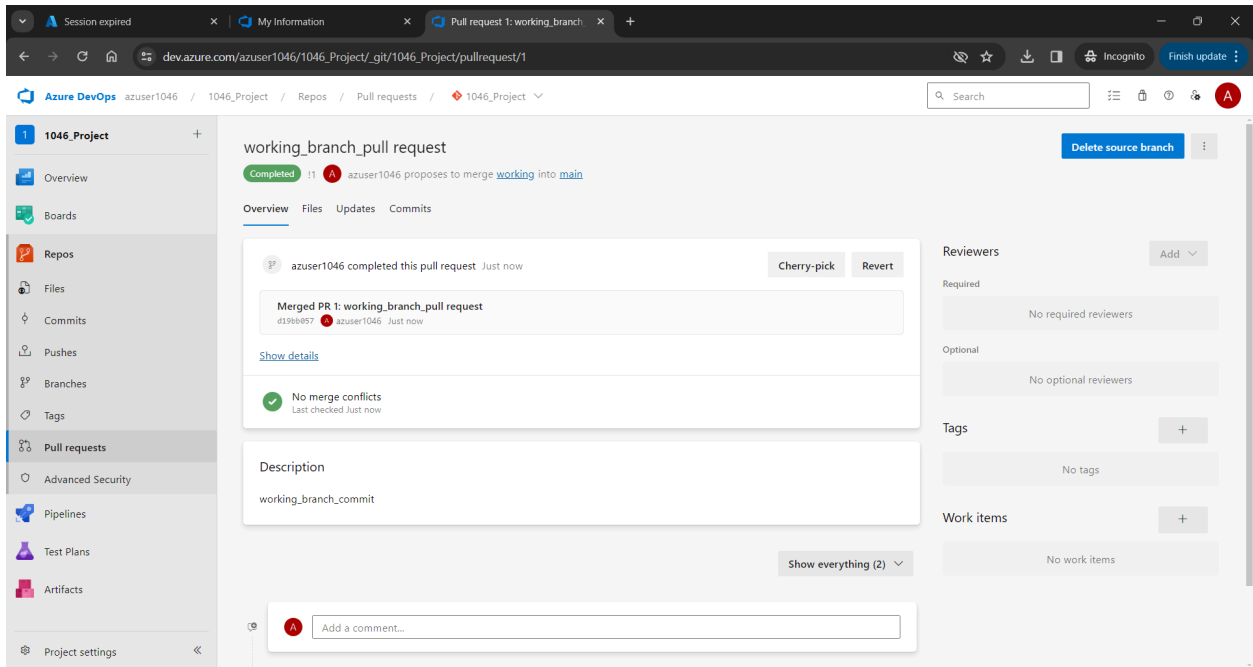 Session expired
My Information
Pull request 1: working_branch_
dev.azure.com/azuser1046/1046_Project/_git/1046_Project/pullrequest/1
Incognito
Finish update
Azure DevOps azuser1046 / 1046_Project / Repos / Pull requests / 1046_Project
Search
A
1 1046_Project
Overview
Boards
Repos
Files
Commits
Pushes
Branches
Tags
Pull requests
Advanced Security
Pipelines
Test Plans
Artifacts
Project settings
working_branch_pull request
Delete source branch
Completed !1 A azuser1046 proposes to merge working into main
Overview Files Updates Commits
azuser1046 completed this pull request Just now
Cherry-pick
Revert
Merged PR 1: working_branch_pull request
d19bb057 A azuser1046 Just now
Show details
No merge conflicts
Last checked Just now
Description
working_branch_commit
Show everything (2)
A
Add a comment...
Reviewers
Add
Required
No required reviewers
Optional
No optional reviewers
Tags
No tags
Work items
No work items